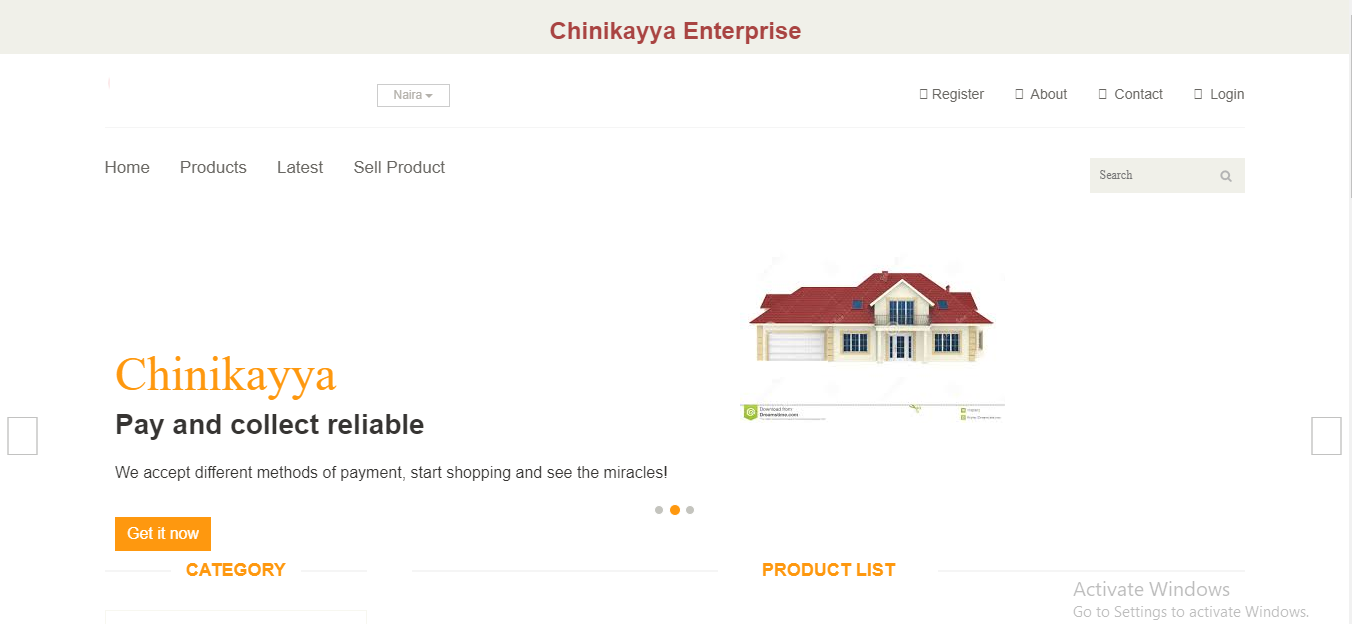 Chinikayya Enterprise
Naira
Register About Contact Login
Home Products Latest Sell Product
Search
Chinikayya
Pay and collect reliable
Download from
Dreamstime.com
We accept different methods of payment, start shopping and see the miracles!
Get it now
CATEGORY PRODUCT LIST
Activate Windows
Go to Settings to activate Windows.